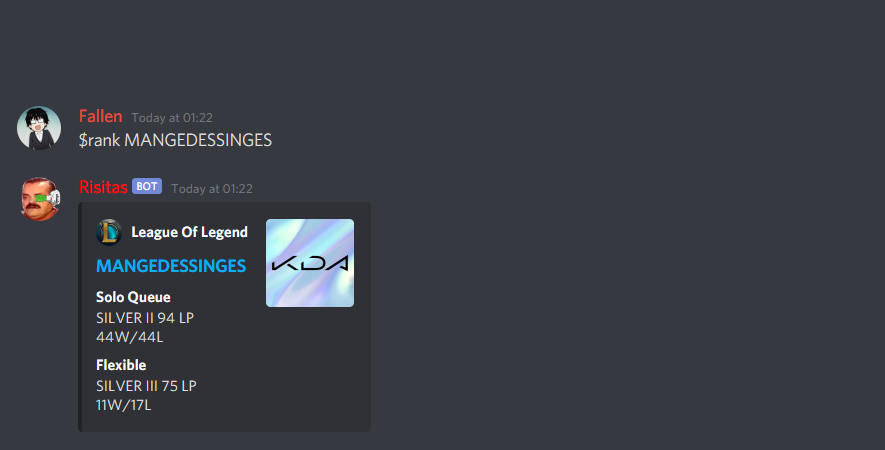 Fallen Today at 01:22
$rank MANGEDESSINGES
Risitas BOT Today at 01:22
League Of Legend
KDA
MANGEDESSINGES
Solo Queue
SILVER II 94 LP
44W/44L
Flexible
SILVER III 75 LP
11W/17L